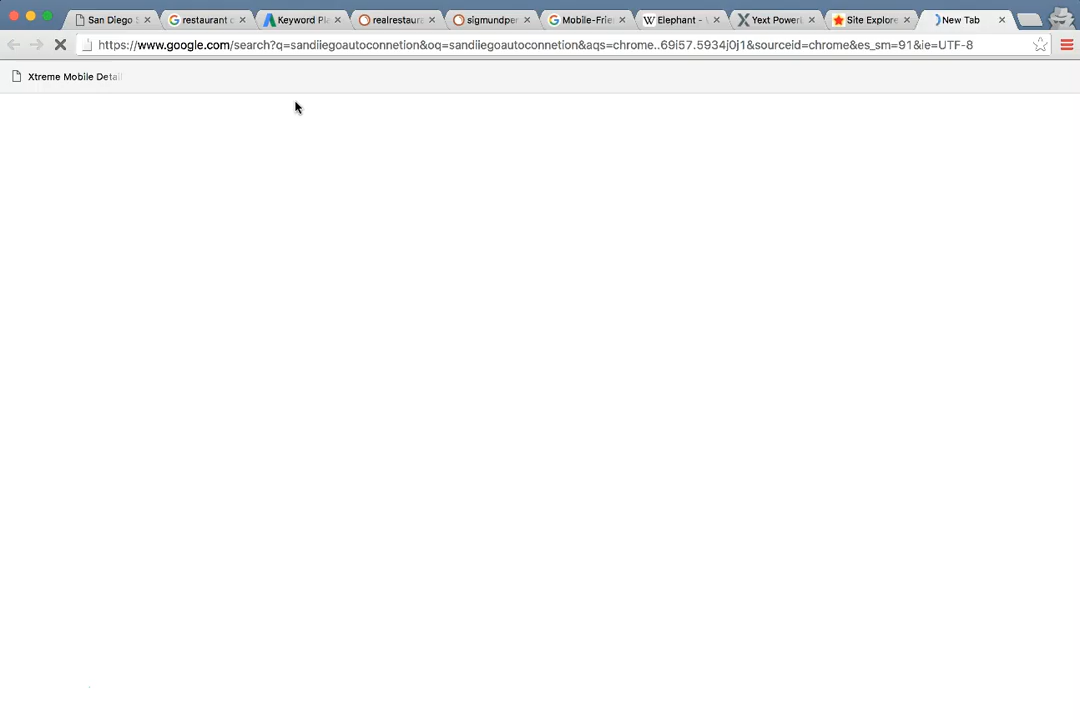 San Diego S
restaurant c
Keyword Pla
realrestaura
sigmundper
Mobile-Frie
Elephant - W
Yext Powerl
Site Explore
New Tab
https://www.google.com/search?q=sandiiegoautoconnetion&oq=sandiiegoautoconnetion&aqs=chrome..69i57.5934j0j1&sourceid=chrome&es_sm=91&ie=UTF-8
Xtreme Mobile Detail